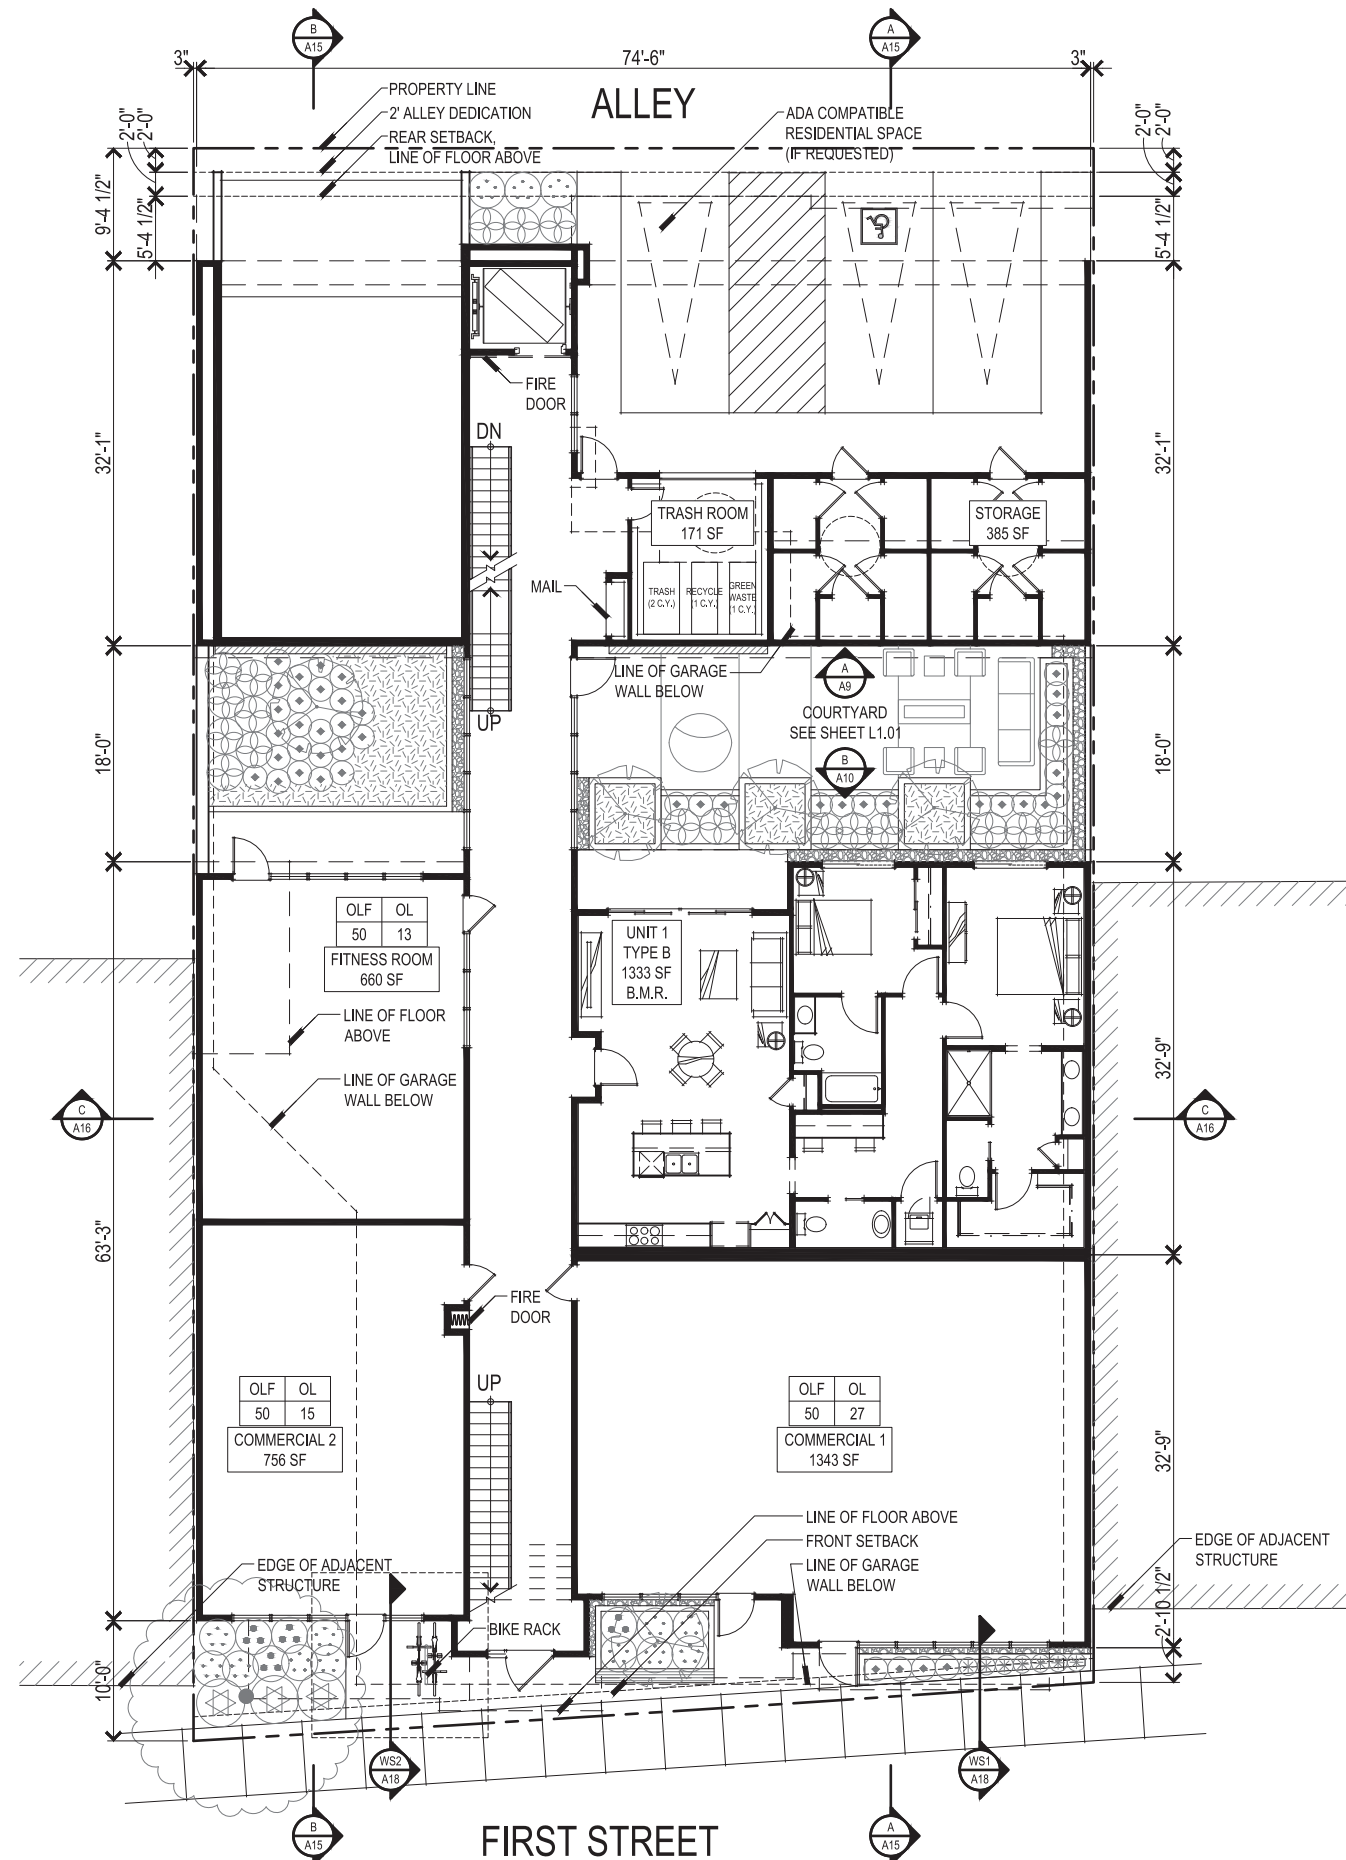 B
A15
A
A15
3"
74'-6"
3"
PROPERTY LINE
2' ALLEY DEDICATION
REAR SETBACK,
LINE OF FLOOR ABOVE
ALLEY
ADA COMPATIBLE
RESIDENTIAL SPACE
(IF REQUESTED)
2'-0"
2'-0"
9'-4 1/2"
5'-4 1/2"
2'-0"
2'-0"
5'-4 1/2"
FIRE
DOOR
DN
32'-1"
32'-1"
TRASH ROOM
171 SF
STORAGE
385 SF
MAIL
TRASH
(2 C.Y.)
RECYCLE
(1 C.Y.)
GREEN
WASTE
(1 C.Y.)
LINE OF GARAGE
WALL BELOW
A
A9
COURTYARD
SEE SHEET L1.01
B
A10
UP
18'-0"
18'-0"
OLF OL
50 13
FITNESS ROOM
660 SF
UNIT 1
TYPE B
1333 SF
B.M.R.
LINE OF FLOOR
ABOVE
LINE OF GARAGE
WALL BELOW
32'-9"
C
A16
C
A16
63'-3"
FIRE
DOOR
UP
OLF OL
50 15
COMMERCIAL 2
756 SF
OLF OL
50 27
COMMERCIAL 1
1343 SF
32'-9"
LINE OF FLOOR ABOVE
FRONT SETBACK
LINE OF GARAGE
WALL BELOW
EDGE OF ADJACENT
STRUCTURE
EDGE OF ADJACENT
STRUCTURE
BIKE RACK
10'-0"
2'-10 1/2"
WS2
A18
WS1
A18
B
A15
FIRST STREET
A
A15